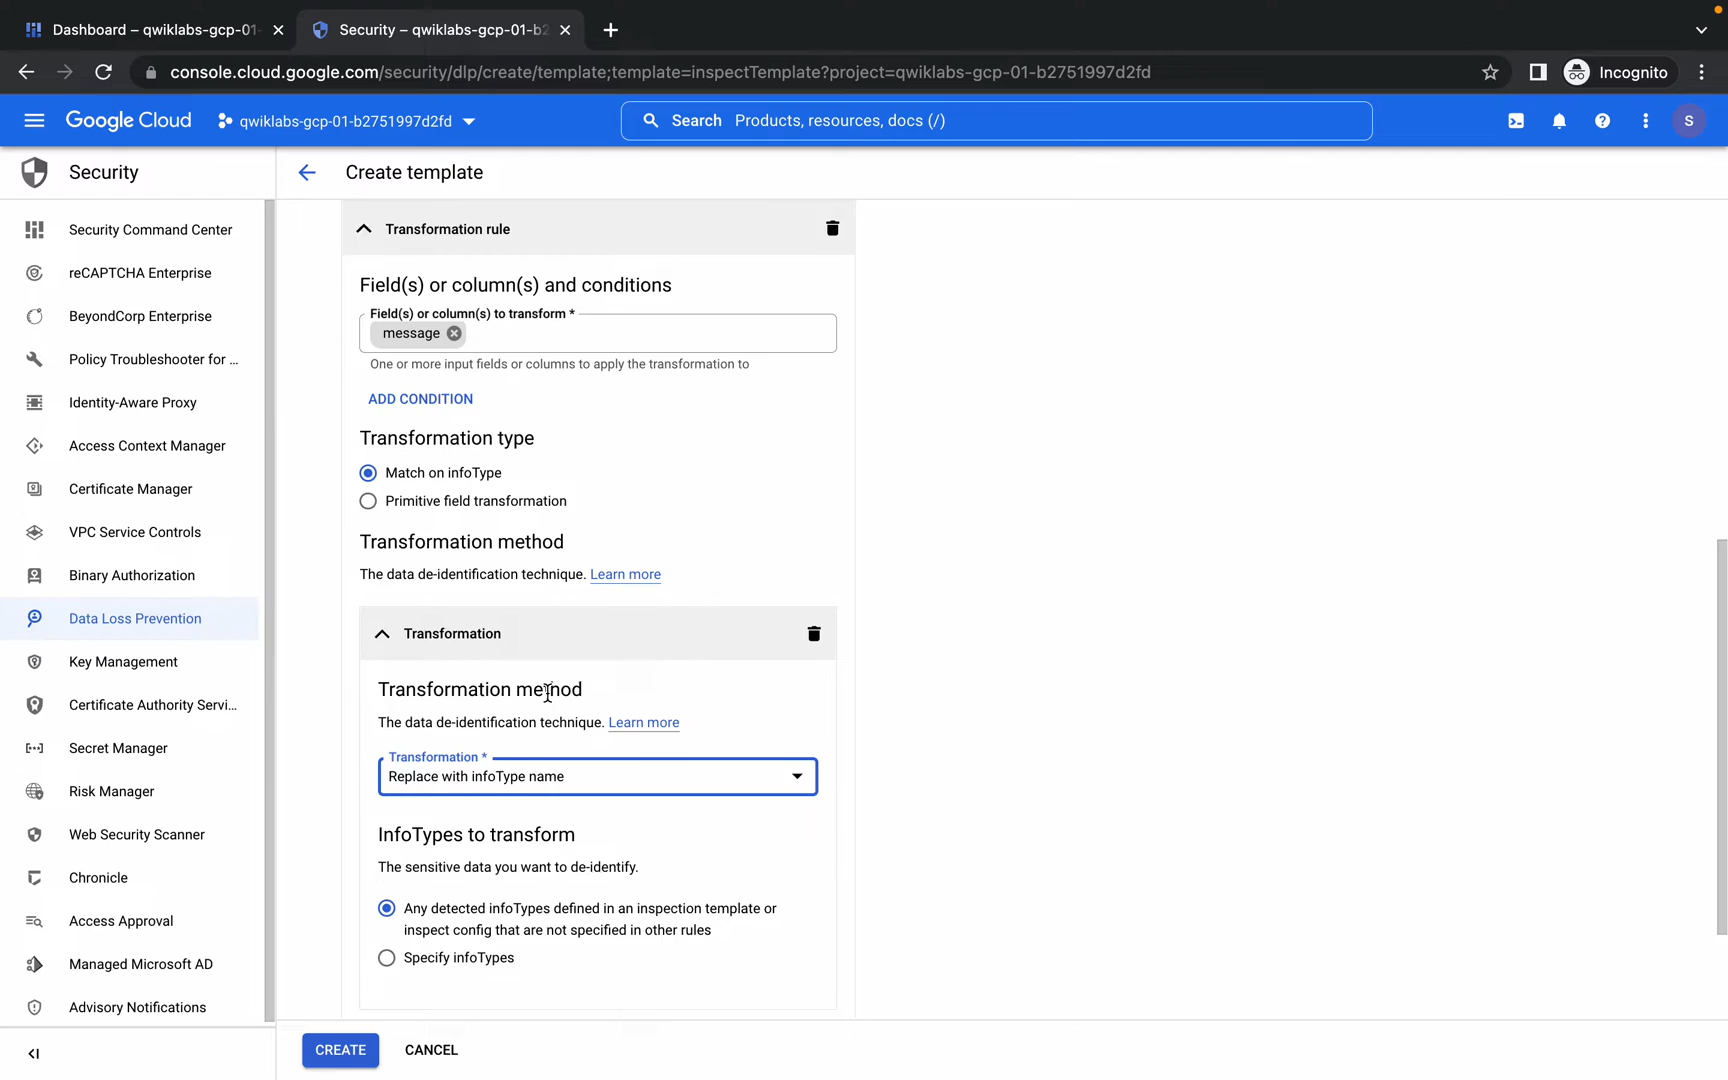 Dashboard – qwiklabs-gcp-01-
Security – qwiklabs-gcp-01-b2
console.cloud.google.com/security/dlp/create/template;template=inspectTemplate?project=qwiklabs-gcp-01-b2751997d2fd
Incognito
Google Cloud
qwiklabs-gcp-01-b2751997d2fd
Search Products, resources, docs (/)
S
Security
Create template
Security Command Center
reCAPTCHA Enterprise
BeyondCorp Enterprise
Policy Troubleshooter for ...
Identity-Aware Proxy
Access Context Manager
Certificate Manager
VPC Service Controls
Binary Authorization
Data Loss Prevention
Key Management
Certificate Authority Servi...
Secret Manager
Risk Manager
Web Security Scanner
Chronicle
Access Approval
Managed Microsoft AD
Advisory Notifications
Transformation rule
Field(s) or column(s) and conditions
Field(s) or column(s) to transform *
message
One or more input fields or columns to apply the transformation to
ADD CONDITION
Transformation type
Match on infoType
Primitive field transformation
Transformation method
The data de-identification technique. Learn more
Transformation
Transformation method
The data de-identification technique. Learn more
Transformation *
Replace with infoType name
InfoTypes to transform
The sensitive data you want to de-identify.
Any detected infoTypes defined in an inspection template or
inspect config that are not specified in other rules
Specify infoTypes
CREATE
CANCEL